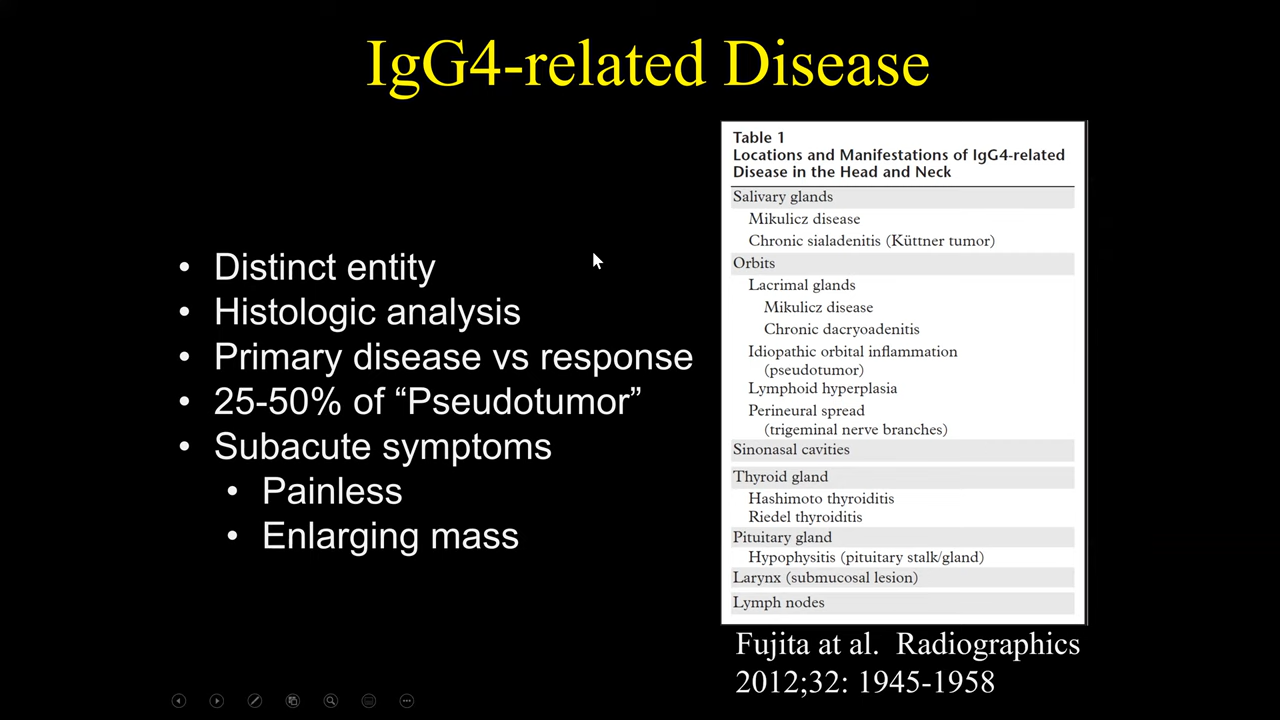 IgG4-related Disease
• Distinct entity
• Histologic analysis
• Primary disease vs response
• 25-50% of “Pseudotumor”
• Subacute symptoms
• Painless
• Enlarging mass
Table 1
Locations and Manifestations of IgG4-related
Disease in the Head and Neck
Salivary glands
Mikulicz disease
Chronic sialadenitis (Küttner tumor)
Orbits
Lacrimal glands
Mikulicz disease
Chronic dacryoadenitis
Idiopathic orbital inflammation
(pseudotumor)
Lymphoid hyperplasia
Perineural spread
(trigeminal nerve branches)
Sinonasal cavities
Thyroid gland
Hashimoto thyroiditis
Riedel thyroiditis
Pituitary gland
Hypophysitis (pituitary stalk/gland)
Larynx (submucosal lesion)
Lymph nodes
Fujita at al. Radiographics
2012;32: 1945-1958